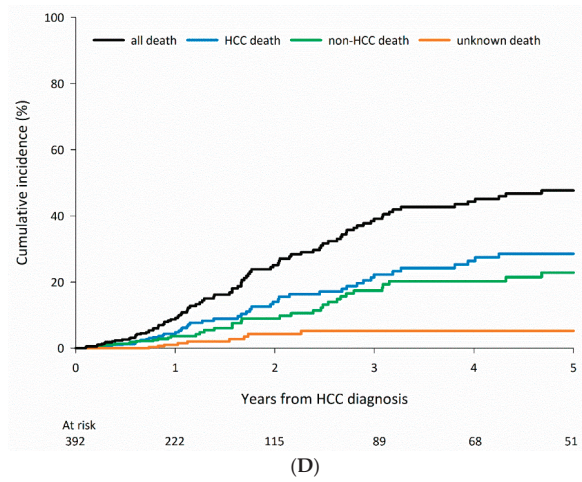 100
80
60
40
20
0
Cumulative incidence (%)
all death HCC death non-HCC death unknown death
0 1 2 3 4 5
Years from HCC diagnosis
At risk
392 222 115 89 68 51
(D)